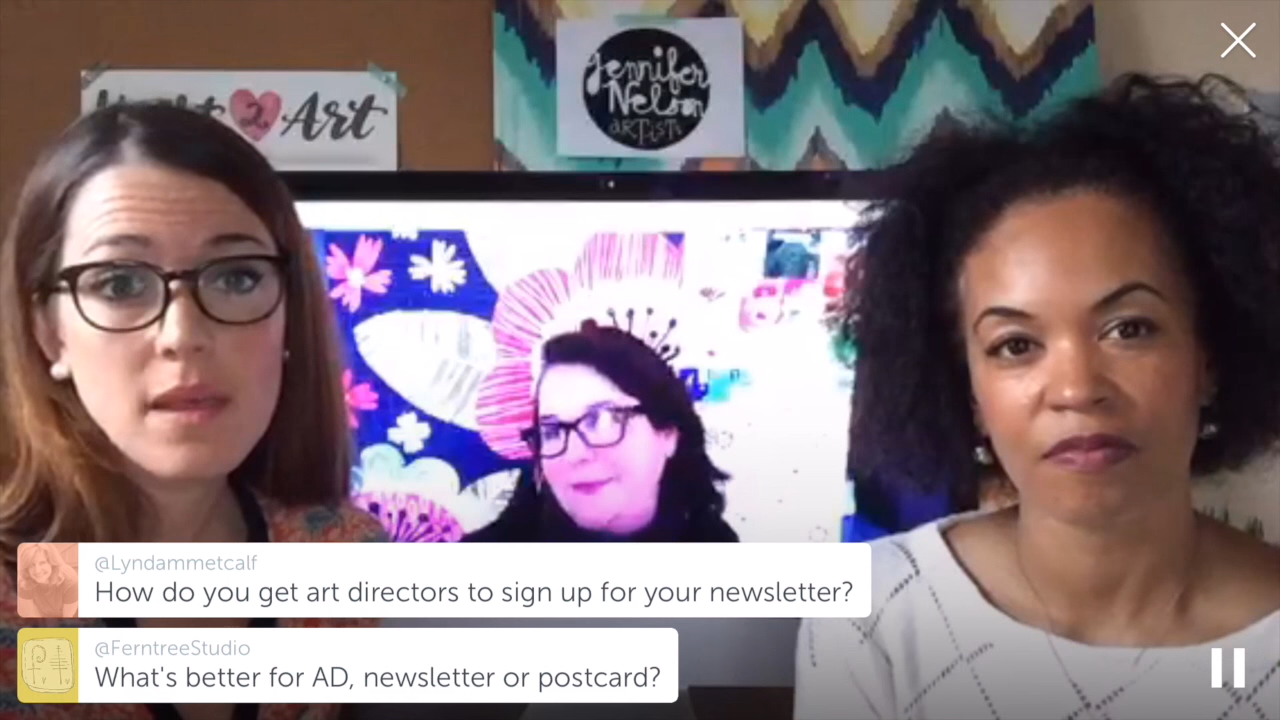 2 Art
Jennifer
Nelson
ARTIST
@Lyndammetcalf
How do you get art directors to sign up for your newsletter?
@FerntreeStudio
What's better for AD, newsletter or postcard?